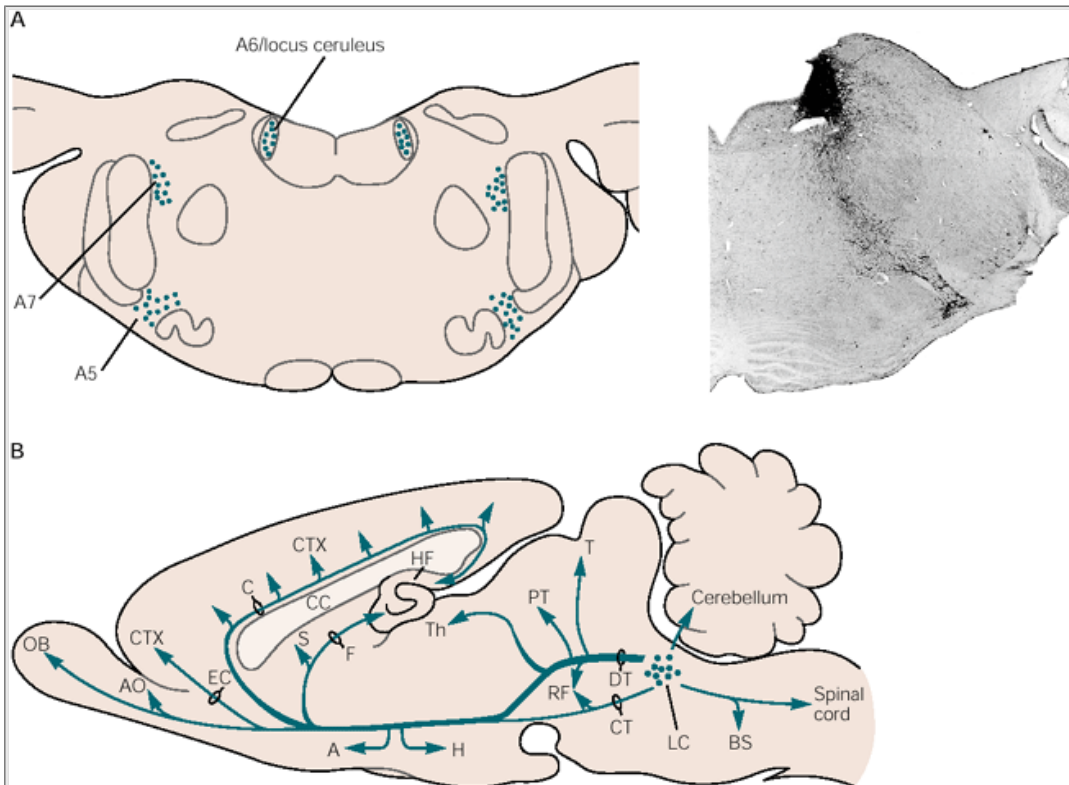 A
A6/locus ceruleus
A7
A5
B
CTX
HF
T
C
CC
PT
Cerebellum
OB
CTX
S
F
Th
AO
EC
RF
DT
Spinal
cord
A
H
CT
LC
BS